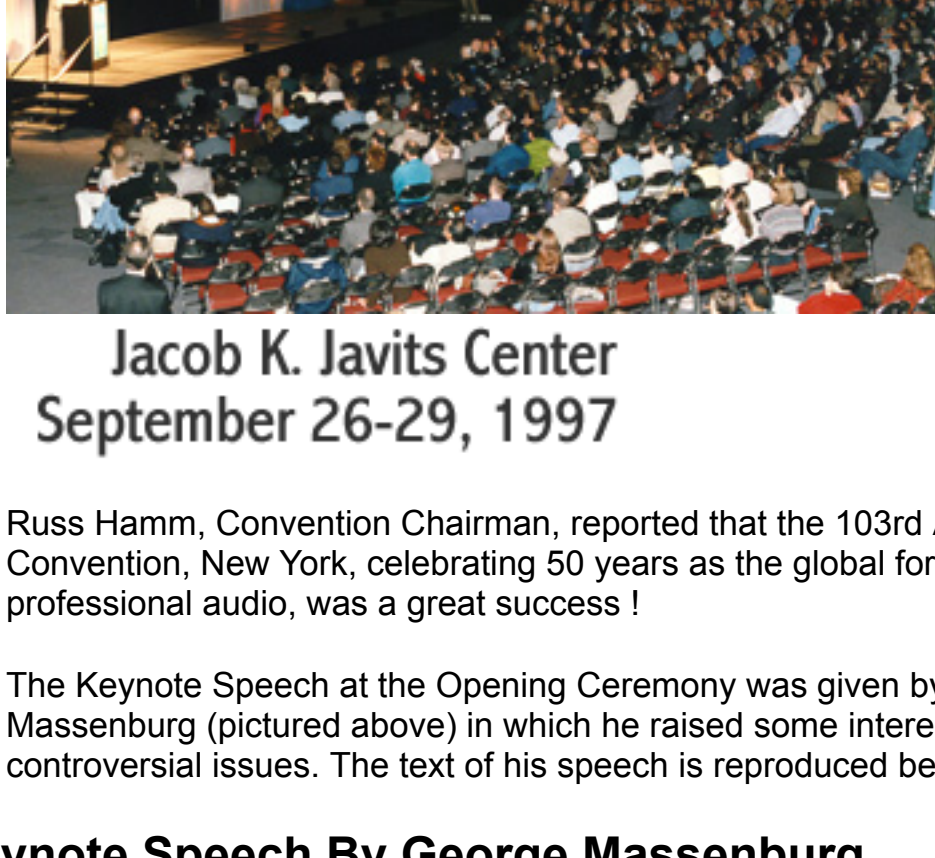 Jacob K. Javits Center
September 26-29, 1997
Russ Hamm, Convention Chairman, reported that the 103rd
Convention, New York, celebrating 50 years as the global for
professional audio, was a great success !
The Keynote Speech at the Opening Ceremony was given by
Massenburg (pictured above) in which he raised some intere
controversial issues. The text of his speech is reproduced be
ynote Speech By George Massenburg